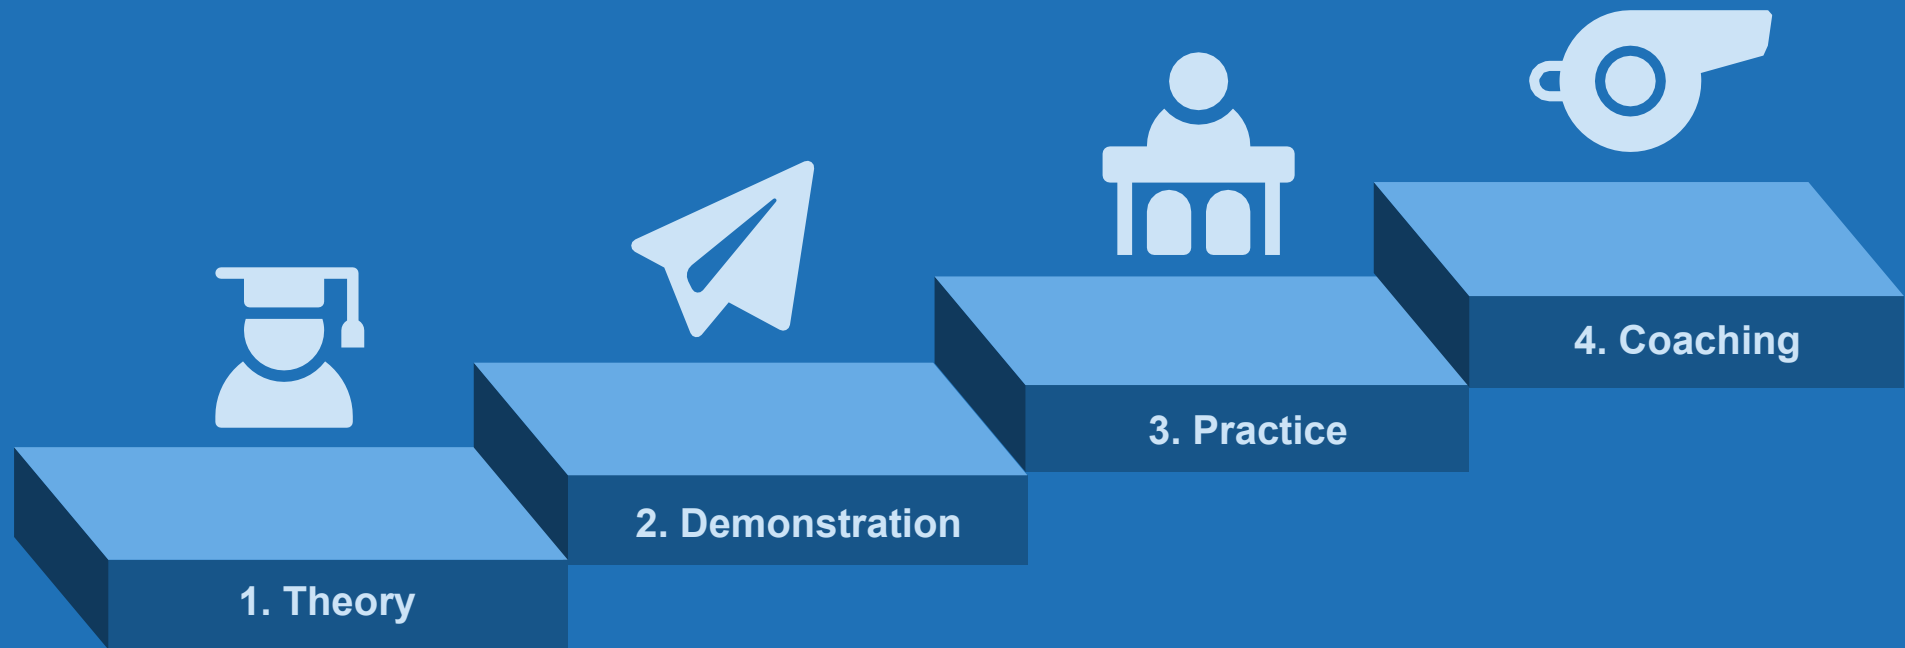 1. Theory
2. Demonstration
3. Practice
4. Coaching